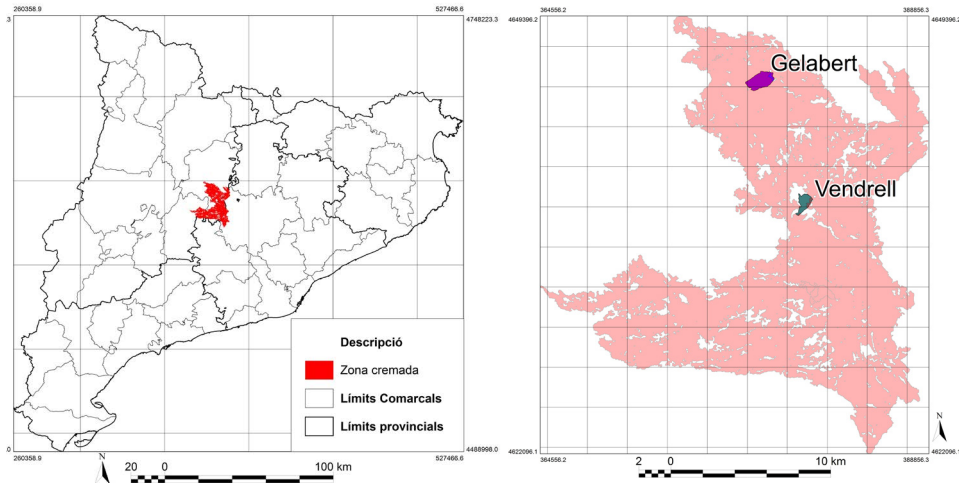 260358.9
527466.6
3
4748223.3
Descripció
Zona cremada
Límits Comarcals
Límits provincials
0
4488998.0
260358.9
527466.6
N
20 0 100 km
364556.2
388856.3
4649396.2
4649396.2
Gelabert
Vendrell
N
4622096.1
4622096.1
364556.2
388856.3
2 0 10 km